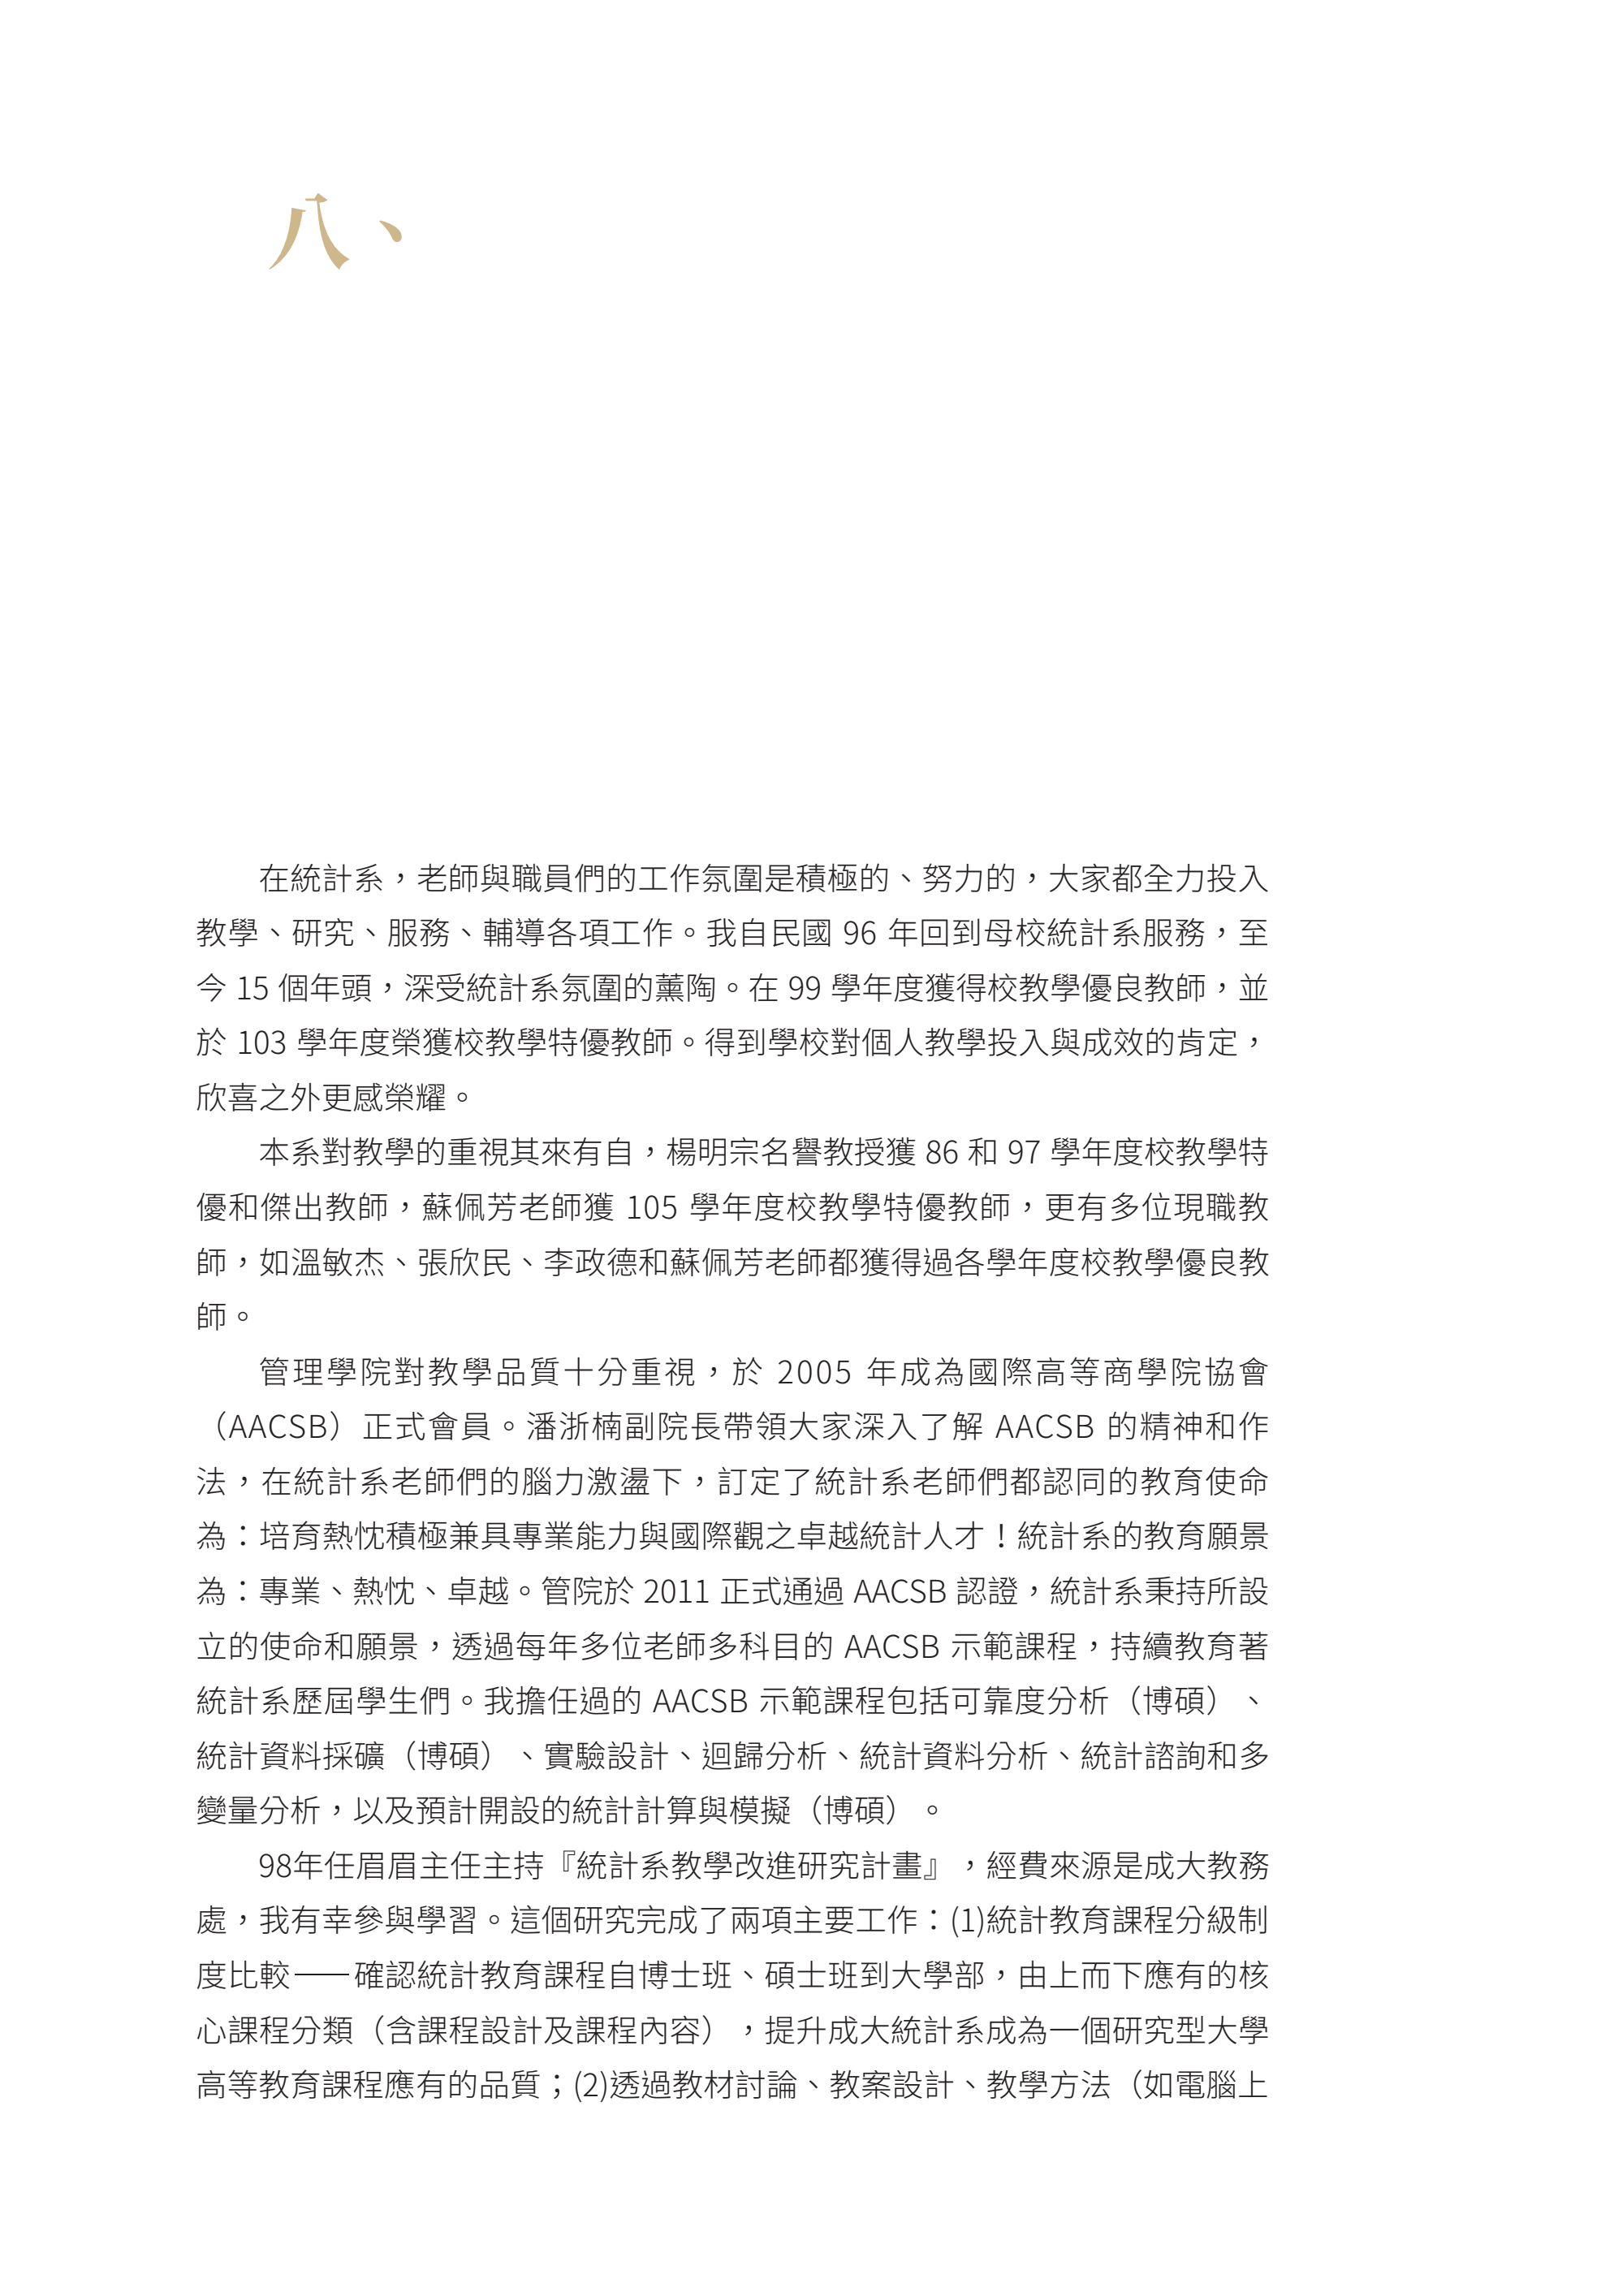 八、
在統計系，老師與職員們的工作氛圍是積極的、努力的，大家都全力投入
教學、研究、服務、輔導各項工作。我自民國 96 年回到母校統計系服務，至
今 15 個年頭，深受統計系氛圍的薰陶。在 99 學年度獲得校教學優良教師，並
於 103 學年度榮獲校教學特優教師。得到學校對個人教學投入與成效的肯定，
欣喜之外更感榮耀。
本系對教學的重視其來有自，楊明宗名譽教授獲 86 和 97 學年度校教學特
優和傑出教師，蘇佩芳老師獲 105 學年度校教學特優教師，更有多位現職教
師，如溫敏杰、張欣民、李政德和蘇佩芳老師都獲得過各學年度校教學優良教
師。
管理學院對教學品質十分重視，於 2005 年成為國際高等商學院協會
（AACSB）正式會員。潘浙楠副院長帶領大家深入了解 AACSB 的精神和作
法，在統計系老師們的腦力激盪下，訂定了統計系老師們都認同的教育使命
為：培育熱忱積極兼具專業能力與國際觀之卓越統計人才！統計系的教育願景
為：專業、熱忱、卓越。管院於 2011 正式通過 AACSB 認證，統計系秉持所設
立的使命和願景，透過每年多位老師多科目的 AACSB 示範課程，持續教育著
統計系歷屆學生們。我擔任過的 AACSB 示範課程包括可靠度分析（博碩）、
統計資料採礦（博碩）、實驗設計、迴歸分析、統計資料分析、統計諮詢和多
變量分析，以及預計開設的統計計算與模擬（博碩）。
98年任眉眉主任主持『統計系教學改進研究計畫』，經費來源是成大教務
處，我有幸參與學習。這個研究完成了兩項主要工作：(1)統計教育課程分級制
度比較——確認統計教育課程自博士班、碩士班到大學部，由上而下應有的核
心課程分類（含課程設計及課程內容），提升成大統計系成為一個研究型大學
高等教育課程應有的品質；(2)透過教材討論、教案設計、教學方法（如電腦上